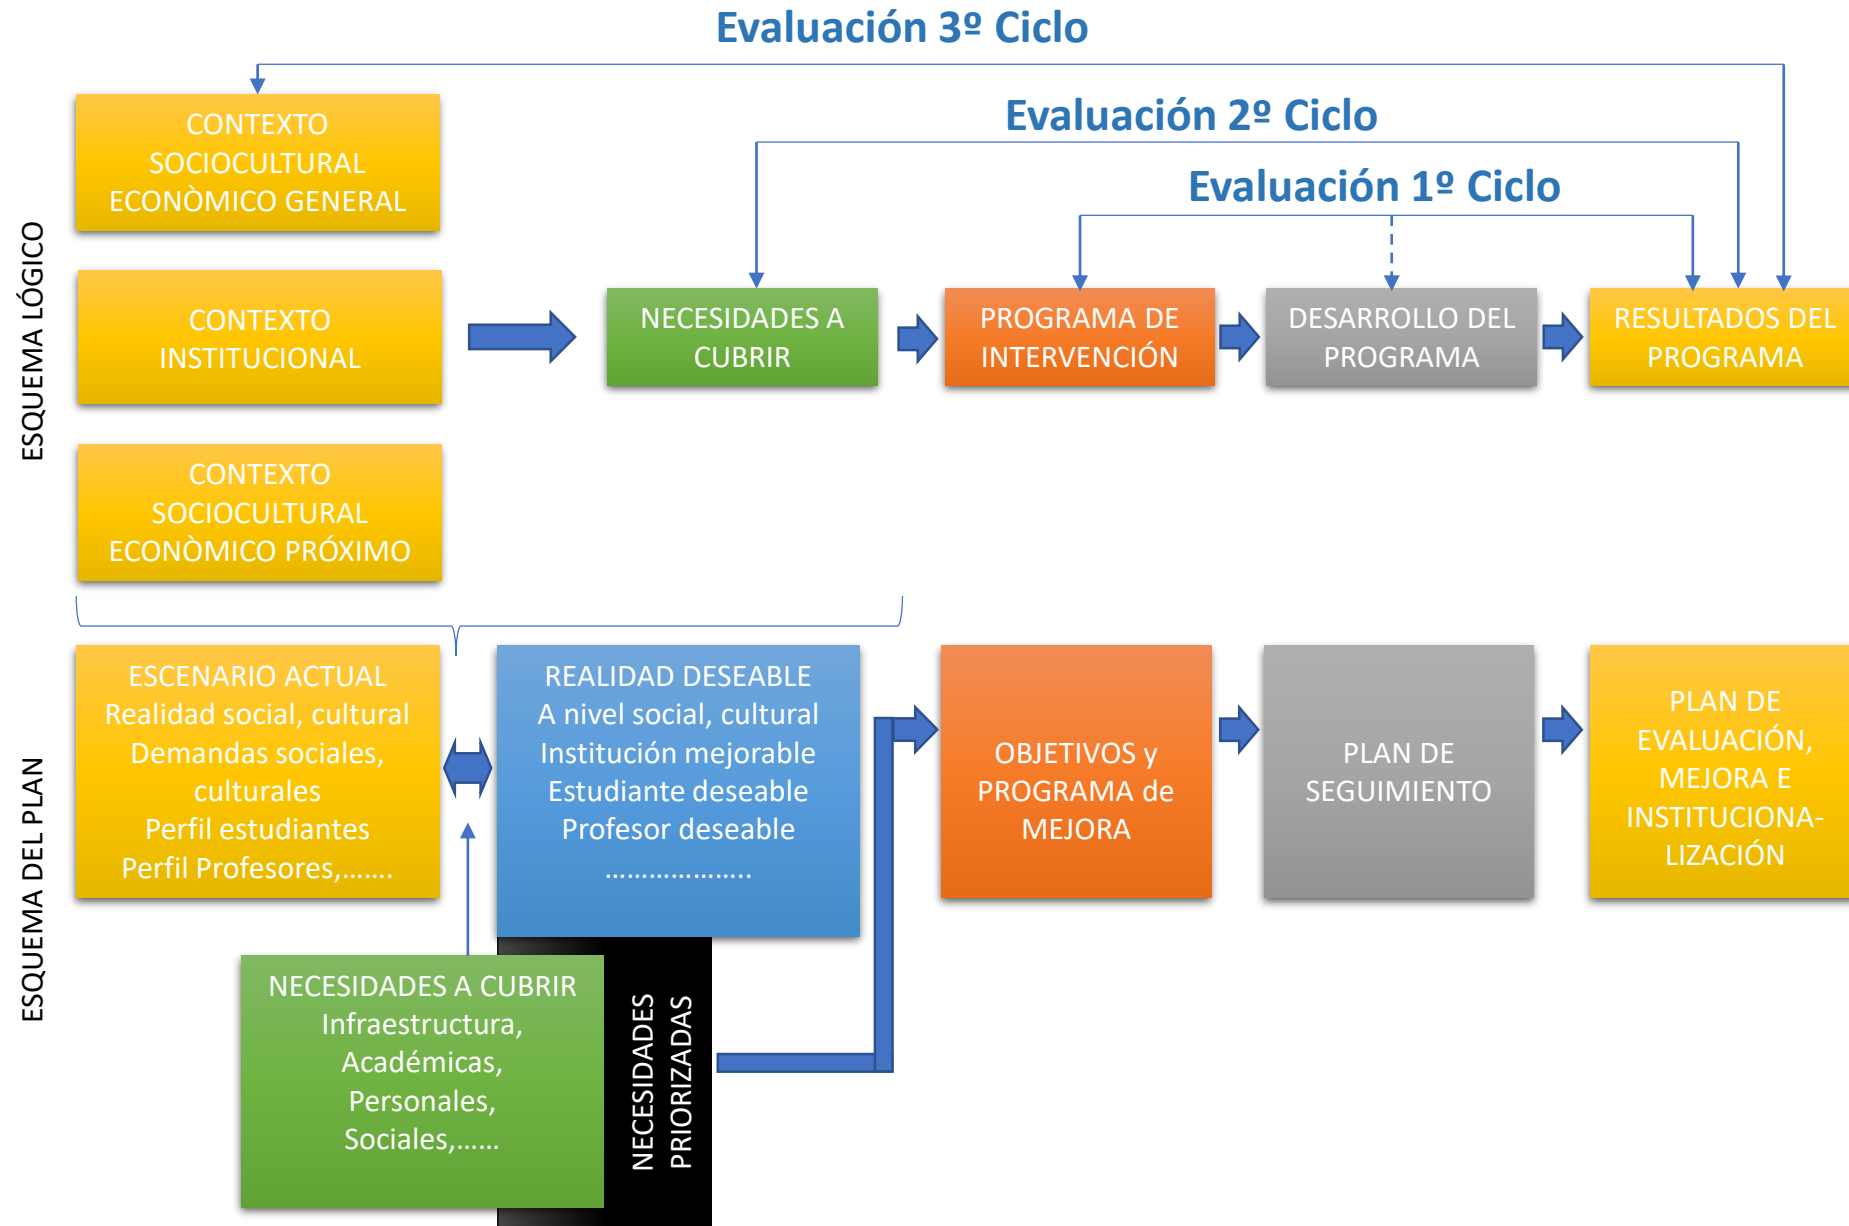 Evaluación 3º Ciclo
Evaluación 2º Ciclo
Evaluación 1º Ciclo
ESQUEMA LÓGICO
CONTEXTO
SOCIOCULTURAL
ECONÒMICO GENERAL
CONTEXTO
INSTITUCIONAL
CONTEXTO
SOCIOCULTURAL
ECONÒMICO PRÓXIMO
NECESIDADES A
CUBRIR
PROGRAMA DE
INTERVENCIÓN
DESARROLLO DEL
PROGRAMA
RESULTADOS DEL
PROGRAMA
ESQUEMA DEL PLAN
ESCENARIO ACTUAL
Realidad social, cultural
Demandas sociales,
culturales
Perfil estudiantes
Perfil Profesores,.......
REALIDAD DESEABLE
A nivel social, cultural
Institución mejorable
Estudiante deseable
Profesor deseable
………………..
NECESIDADES A CUBRIR
Infraestructura,
Académicas,
Personales,
Sociales,……
NECESIDADES
PRIORIZADAS
OBJETIVOS y
PROGRAMA de
MEJORA
PLAN DE
SEGUIMIENTO
PLAN DE
EVALUACIÓN,
MEJORA E
INSTITUCIONA-
LIZACIÓN